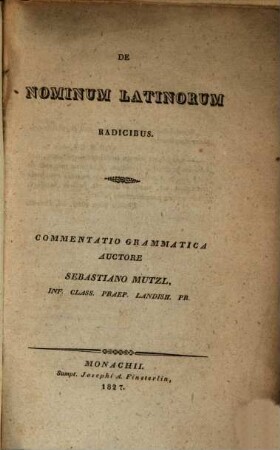 DE
NOMINUM LATINORUM
RADICIBUS.
COMMENTATIO GRAMMATICA
AUCTORE
SEBASTIANO MUTZL,
INF. CLASS. PRAEP. LANDISH. PR.
MONACHII.
Sumpt. Josephi A. Finsterlin,
1827.